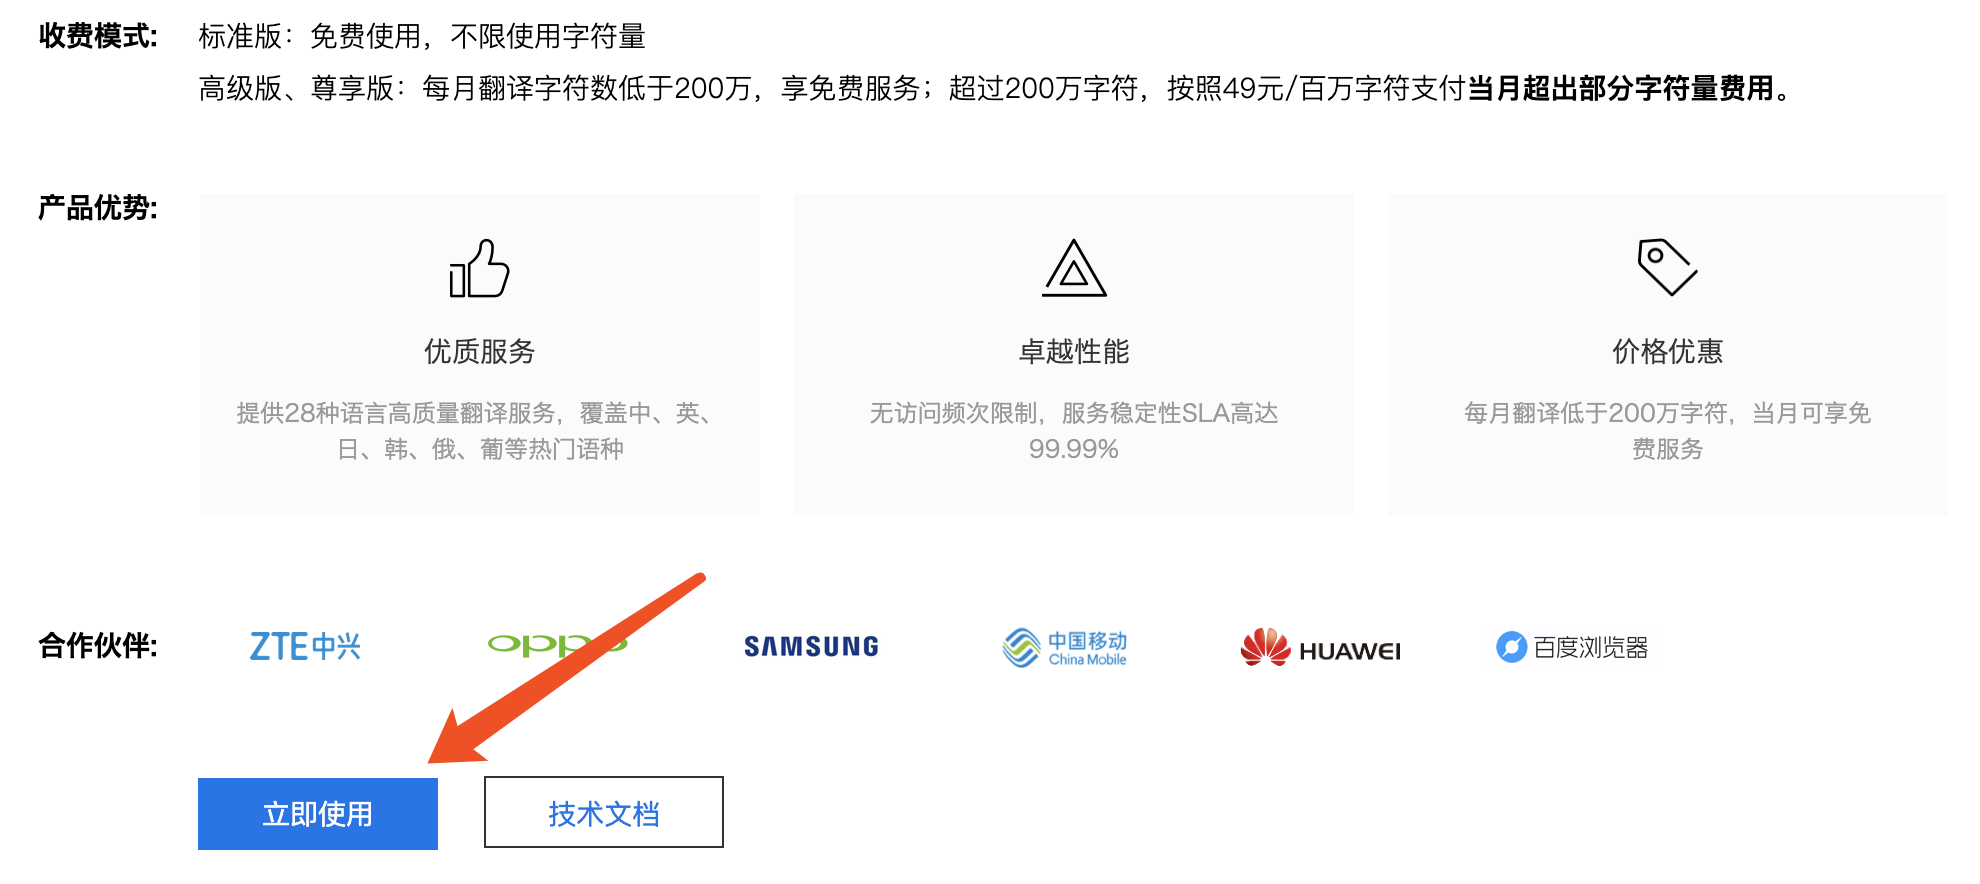 收费模式:
标准版：免费使用，不限使用字符量
高级版、尊享版：每月翻译字符数低于200万，享免费服务；超过200万字符，按照49元/百万字符支付当月超出部分字符量费用。
产品优势:
优质服务
提供28种语言高质量翻译服务，覆盖中、英、
日、韩、俄、葡等热门语种
卓越性能
无访问频次限制，服务稳定性SLA高达
99.99%
价格优惠
每月翻译低于200万字符，当月可享免
费服务
合作伙伴:
ZTE中兴
oppo
SAMSUNG
中国移动
China Mobile
HUAWEI
百度浏览器
立即使用
技术文档